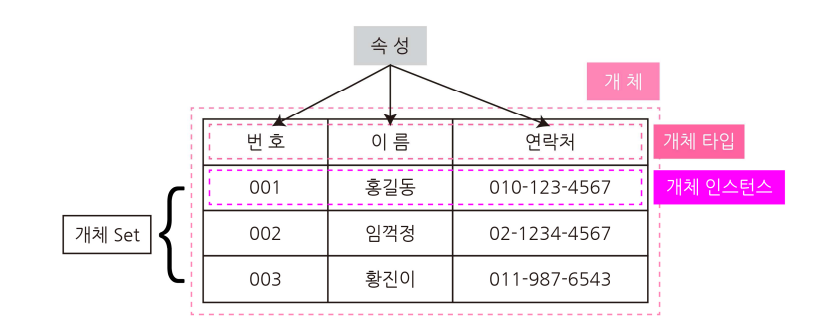 속 성
개 체
번 호 이 름 연락처 개체 타입
001 홍길동 010-123-4567 개체 인스턴스
개체 Set 002 임꺽정 02-1234-4567
003 황진이 011-987-6543